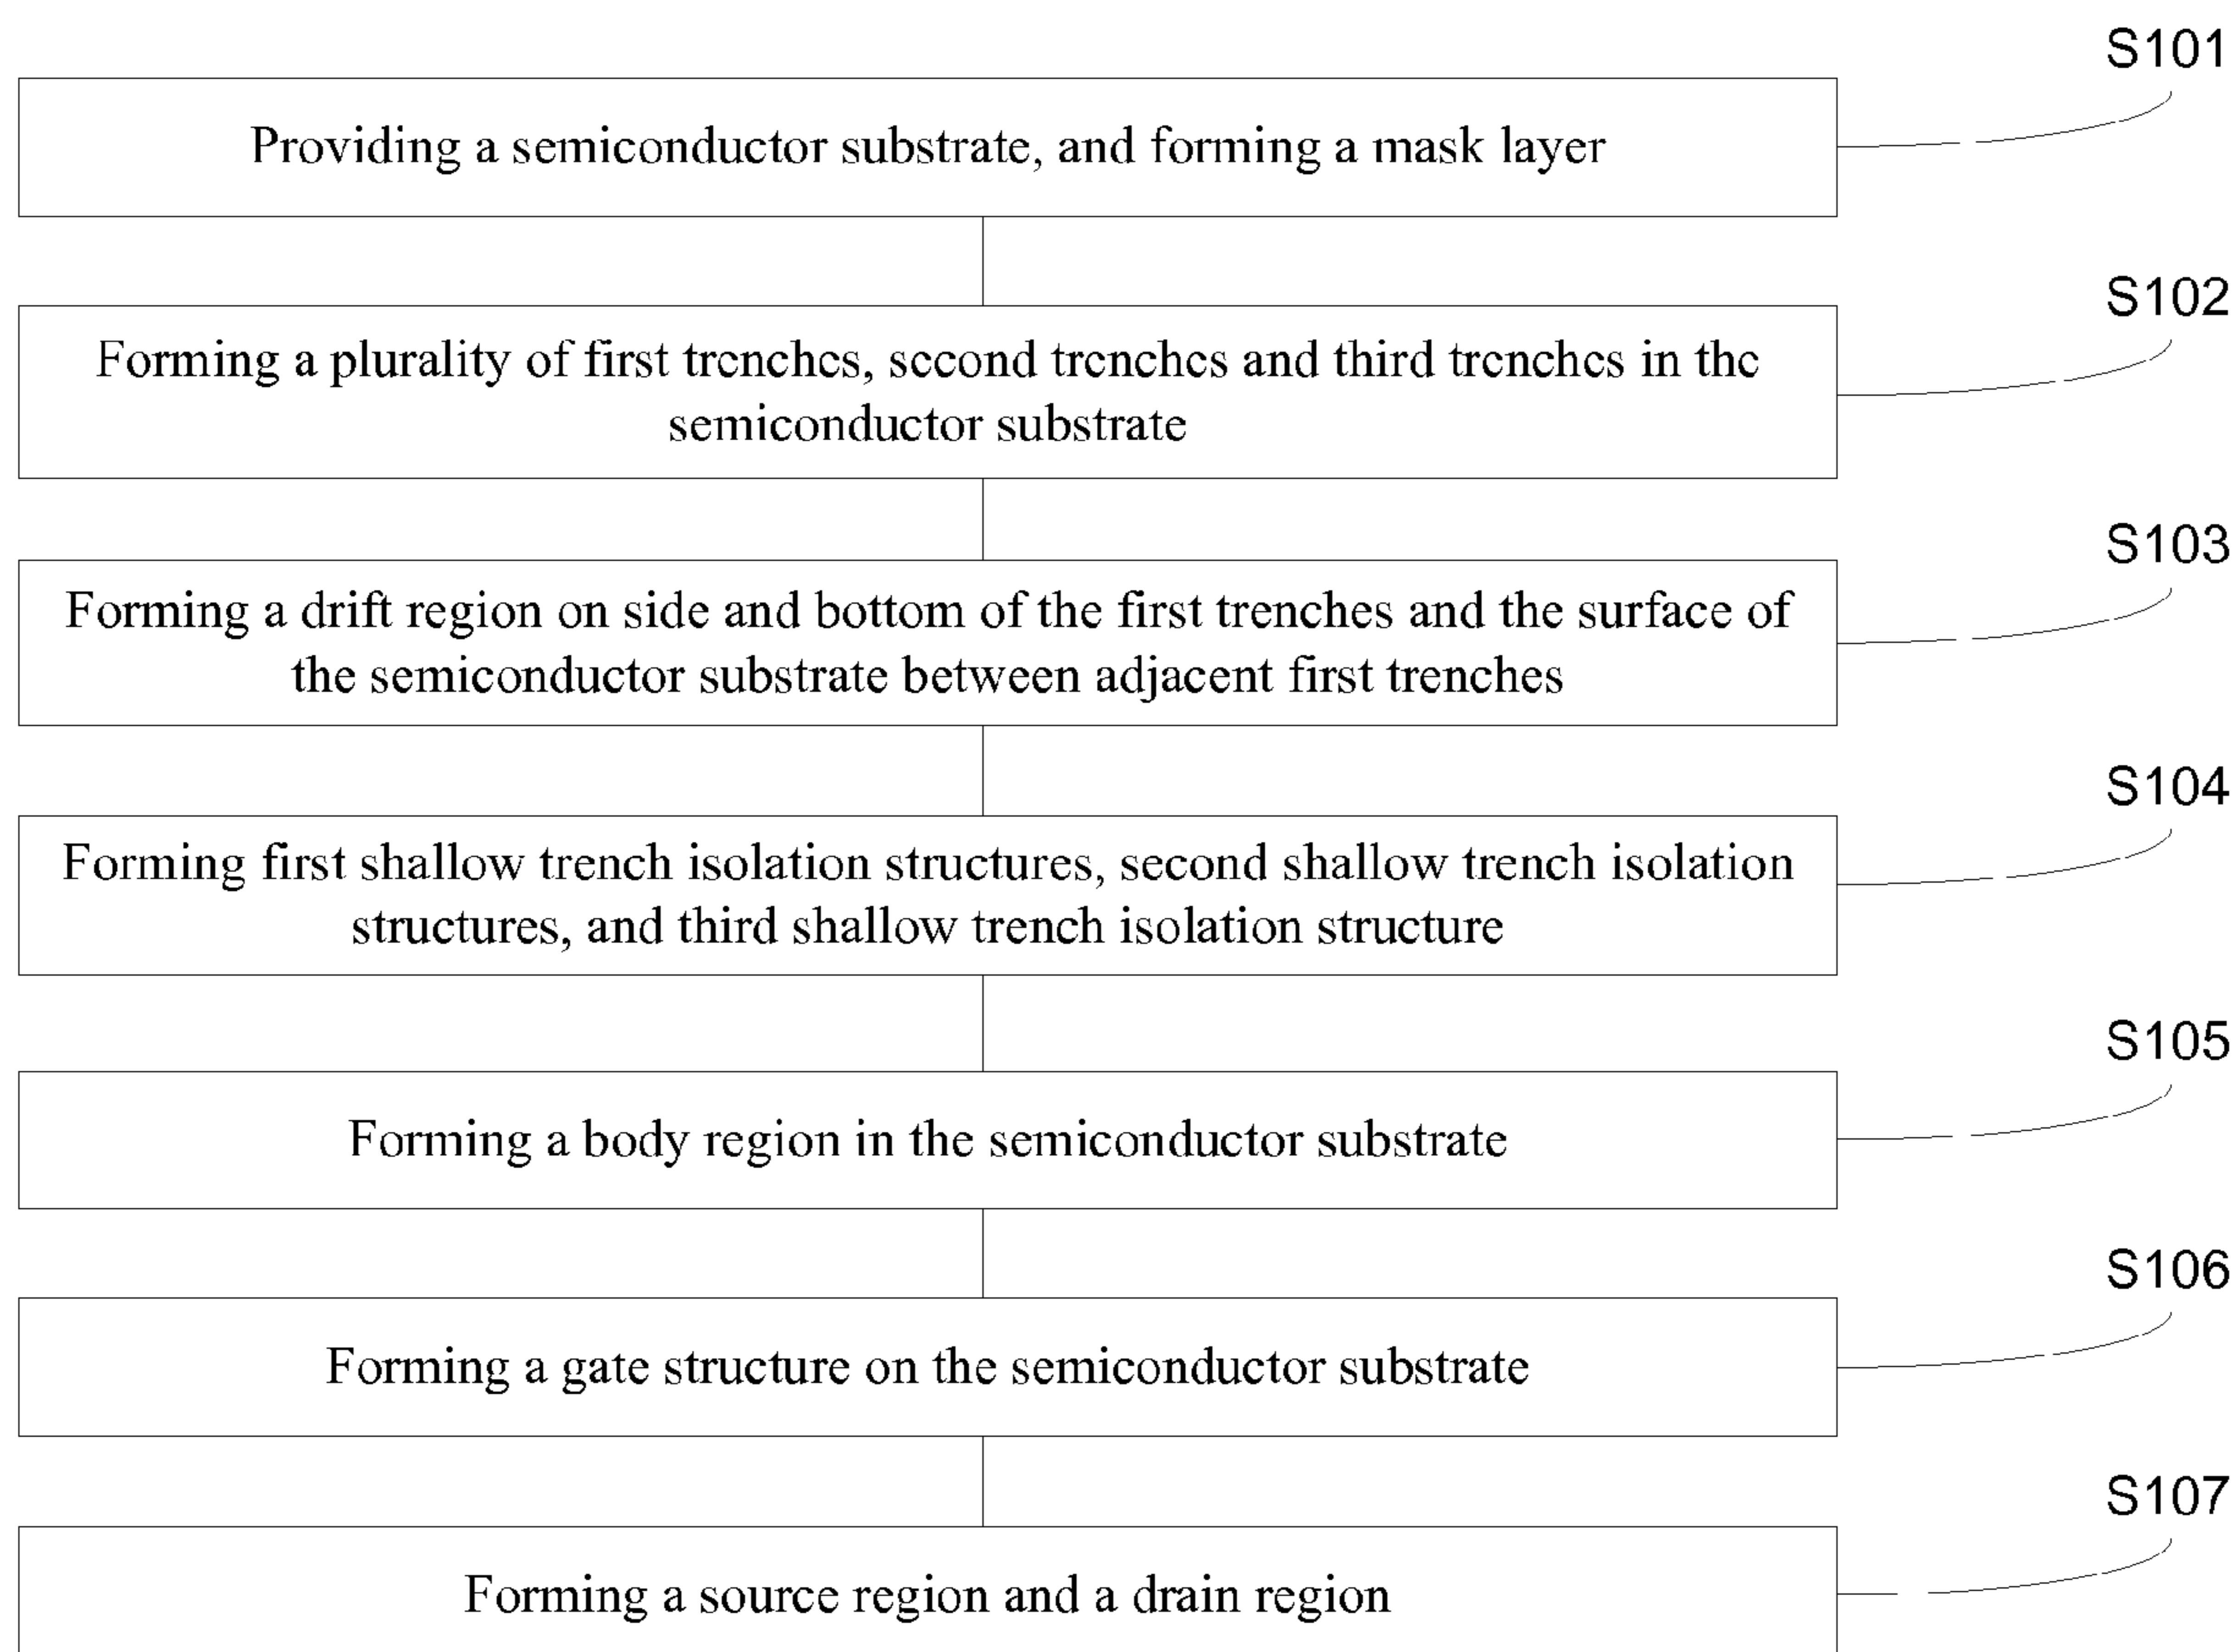 S101
Providing a semiconductor substrate, and forming a mask layer
S102
Forming a plurality of first trenches, second trenches and third trenches in the
semiconductor substrate
S103
Forming a drift region on side and bottom of the first trenches and the surface of
the semiconductor substrate between adjacent first trenches
S104
Forming first shallow trench isolation structures, second shallow trench isolation
structures, and third shallow trench isolation structure
S105
Forming a body region in the semiconductor substrate
S106
Forming a gate structure on the semiconductor substrate
S107
Forming a source region and a drain region